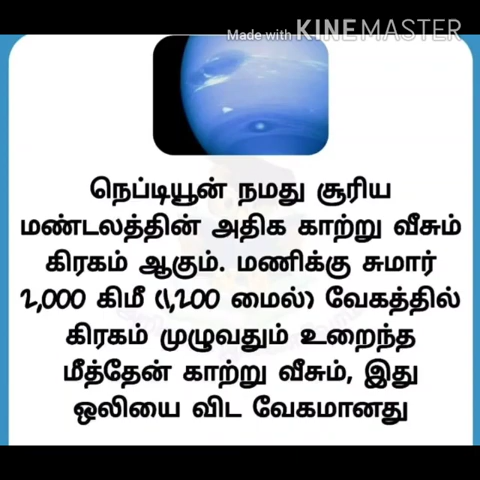 Made with KINEMASTER
நெப்டியூன் நமது சூரிய
மண்டலத்தின் அதிக காற்று வீசும்
கிரகம் ஆகும். மணிக்கு சுமார்
2,000 கிமீ (1,200 மைல்) வேகத்தில்
கிரகம் முழுவதும் உறைந்த
மீத்தேன் காற்று வீசும், இது
ஒலியை விட வேகமானது